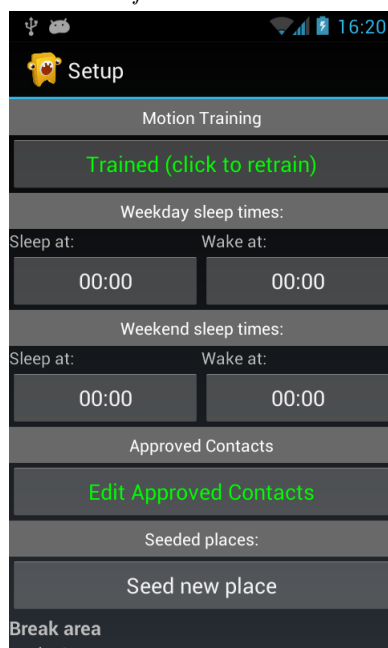 16:20
Setup
Motion Training
Trained (click to retrain)
Weekday sleep times:
Sleep at: Wake at:
00:00 00:00
Weekend sleep times:
Sleep at: Wake at:
00:00 00:00
Approved Contacts
Edit Approved Contacts
Seeded places:
Seed new place
Break area